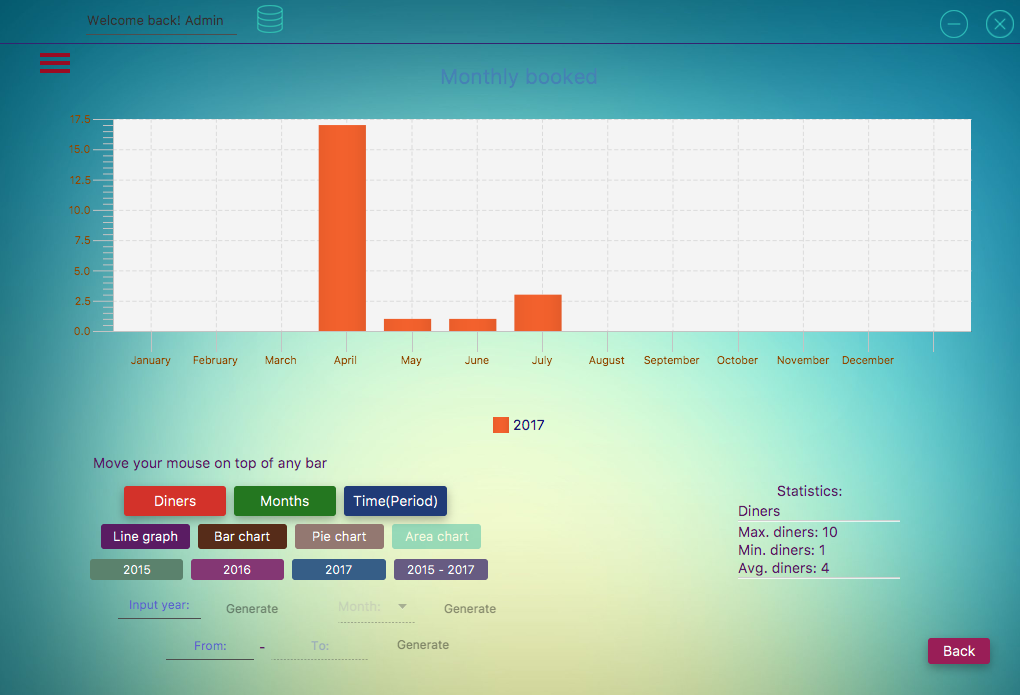 Welcome back! Admin
Monthly booked
17.5
15.0
12.5
10.0
7.5
5.0
2.5
0.0
January February March April May June July August September October November December
2017
Move your mouse on top of any bar
Diners Months Time(Period)
Line graph Bar chart Pie chart Area chart
2015 2016 2017 2015 - 2017
Input year: Generate Month: Generate
From: - To: Generate
Statistics:
Diners
Max. diners: 10
Min. diners: 1
Avg. diners: 4
Back